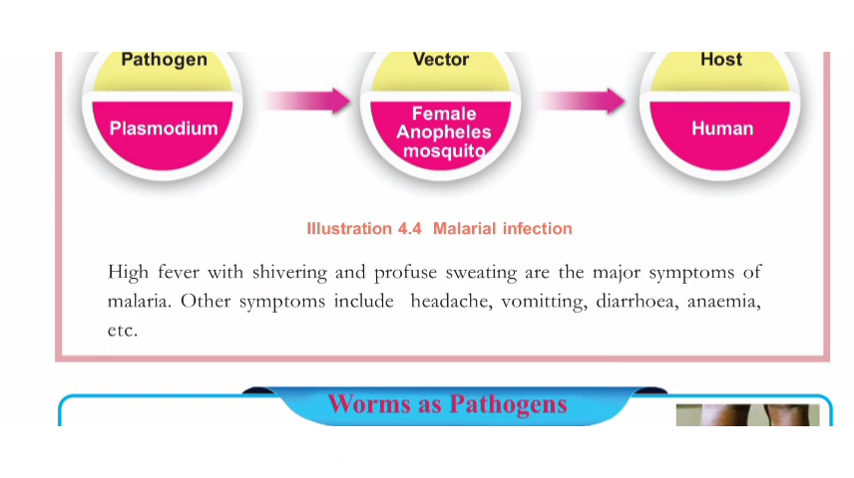 Pathogen
Vector
Host
Plasmodium
Female
Anopheles
mosquito
Human
Illustration 4.4 Malarial infection
High fever with shivering and profuse sweating are the major symptoms of
malaria. Other symptoms include headache, vomitting, diarrhoea, anaemia,
etc.
Worms as Pathogens